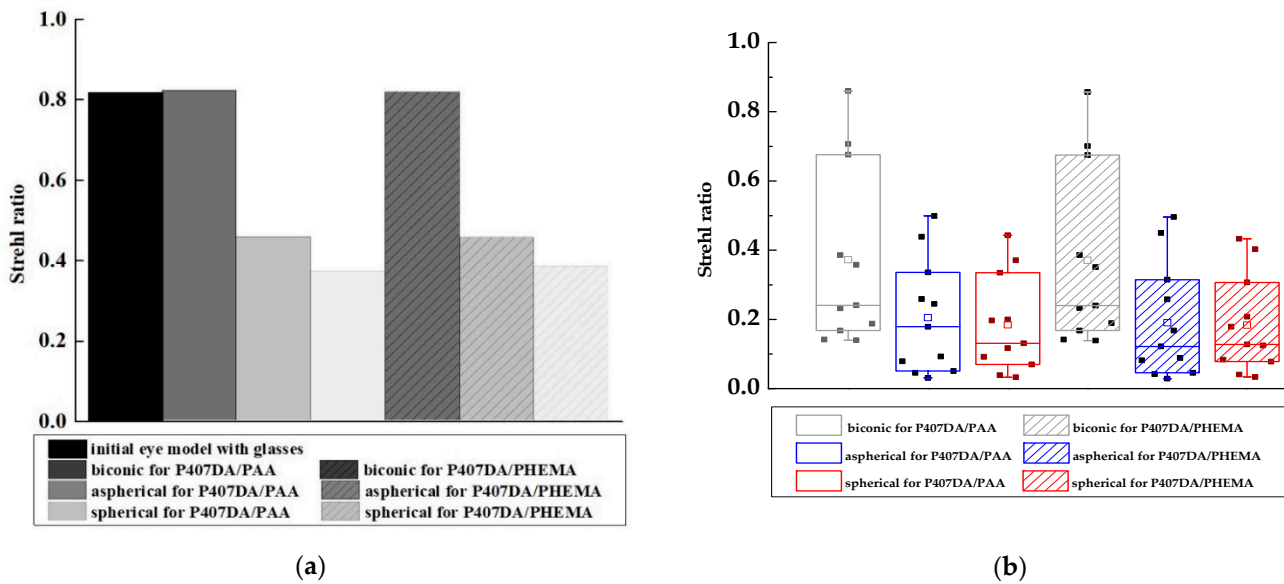 1.0
0.8
0.6
0.4
0.2
0.0
Strehl ratio
initial eye model with glasses
biconic for P407DA/PAA
biconic for P407DA/PHEMA
aspherical for P407DA/PAA
aspherical for P407DA/PHEMA
spherical for P407DA/PAA
spherical for P407DA/PHEMA
(a)
1.0
0.8
0.6
0.4
0.2
0.0
Strehl ratio
biconic for P407DA/PAA
biconic for P407DA/PHEMA
aspherical for P407DA/PAA
aspherical for P407DA/PHEMA
spherical for P407DA/PAA
spherical for P407DA/PHEMA
(b)